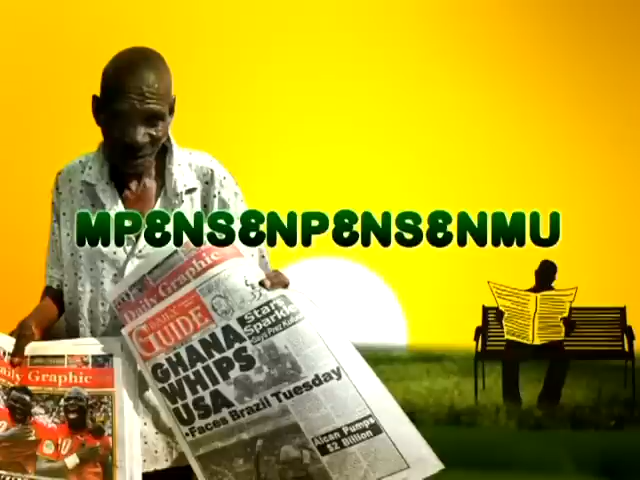 MPƐNSƐNPƐNSƐNMU
Daily Graphic
DAILY
GUIDE
Stars
Sparkle
GHANA
WHIPS
USA
•Faces Brazil Tuesday
Alcan Pumps
$2 Billion
Daily Graphic